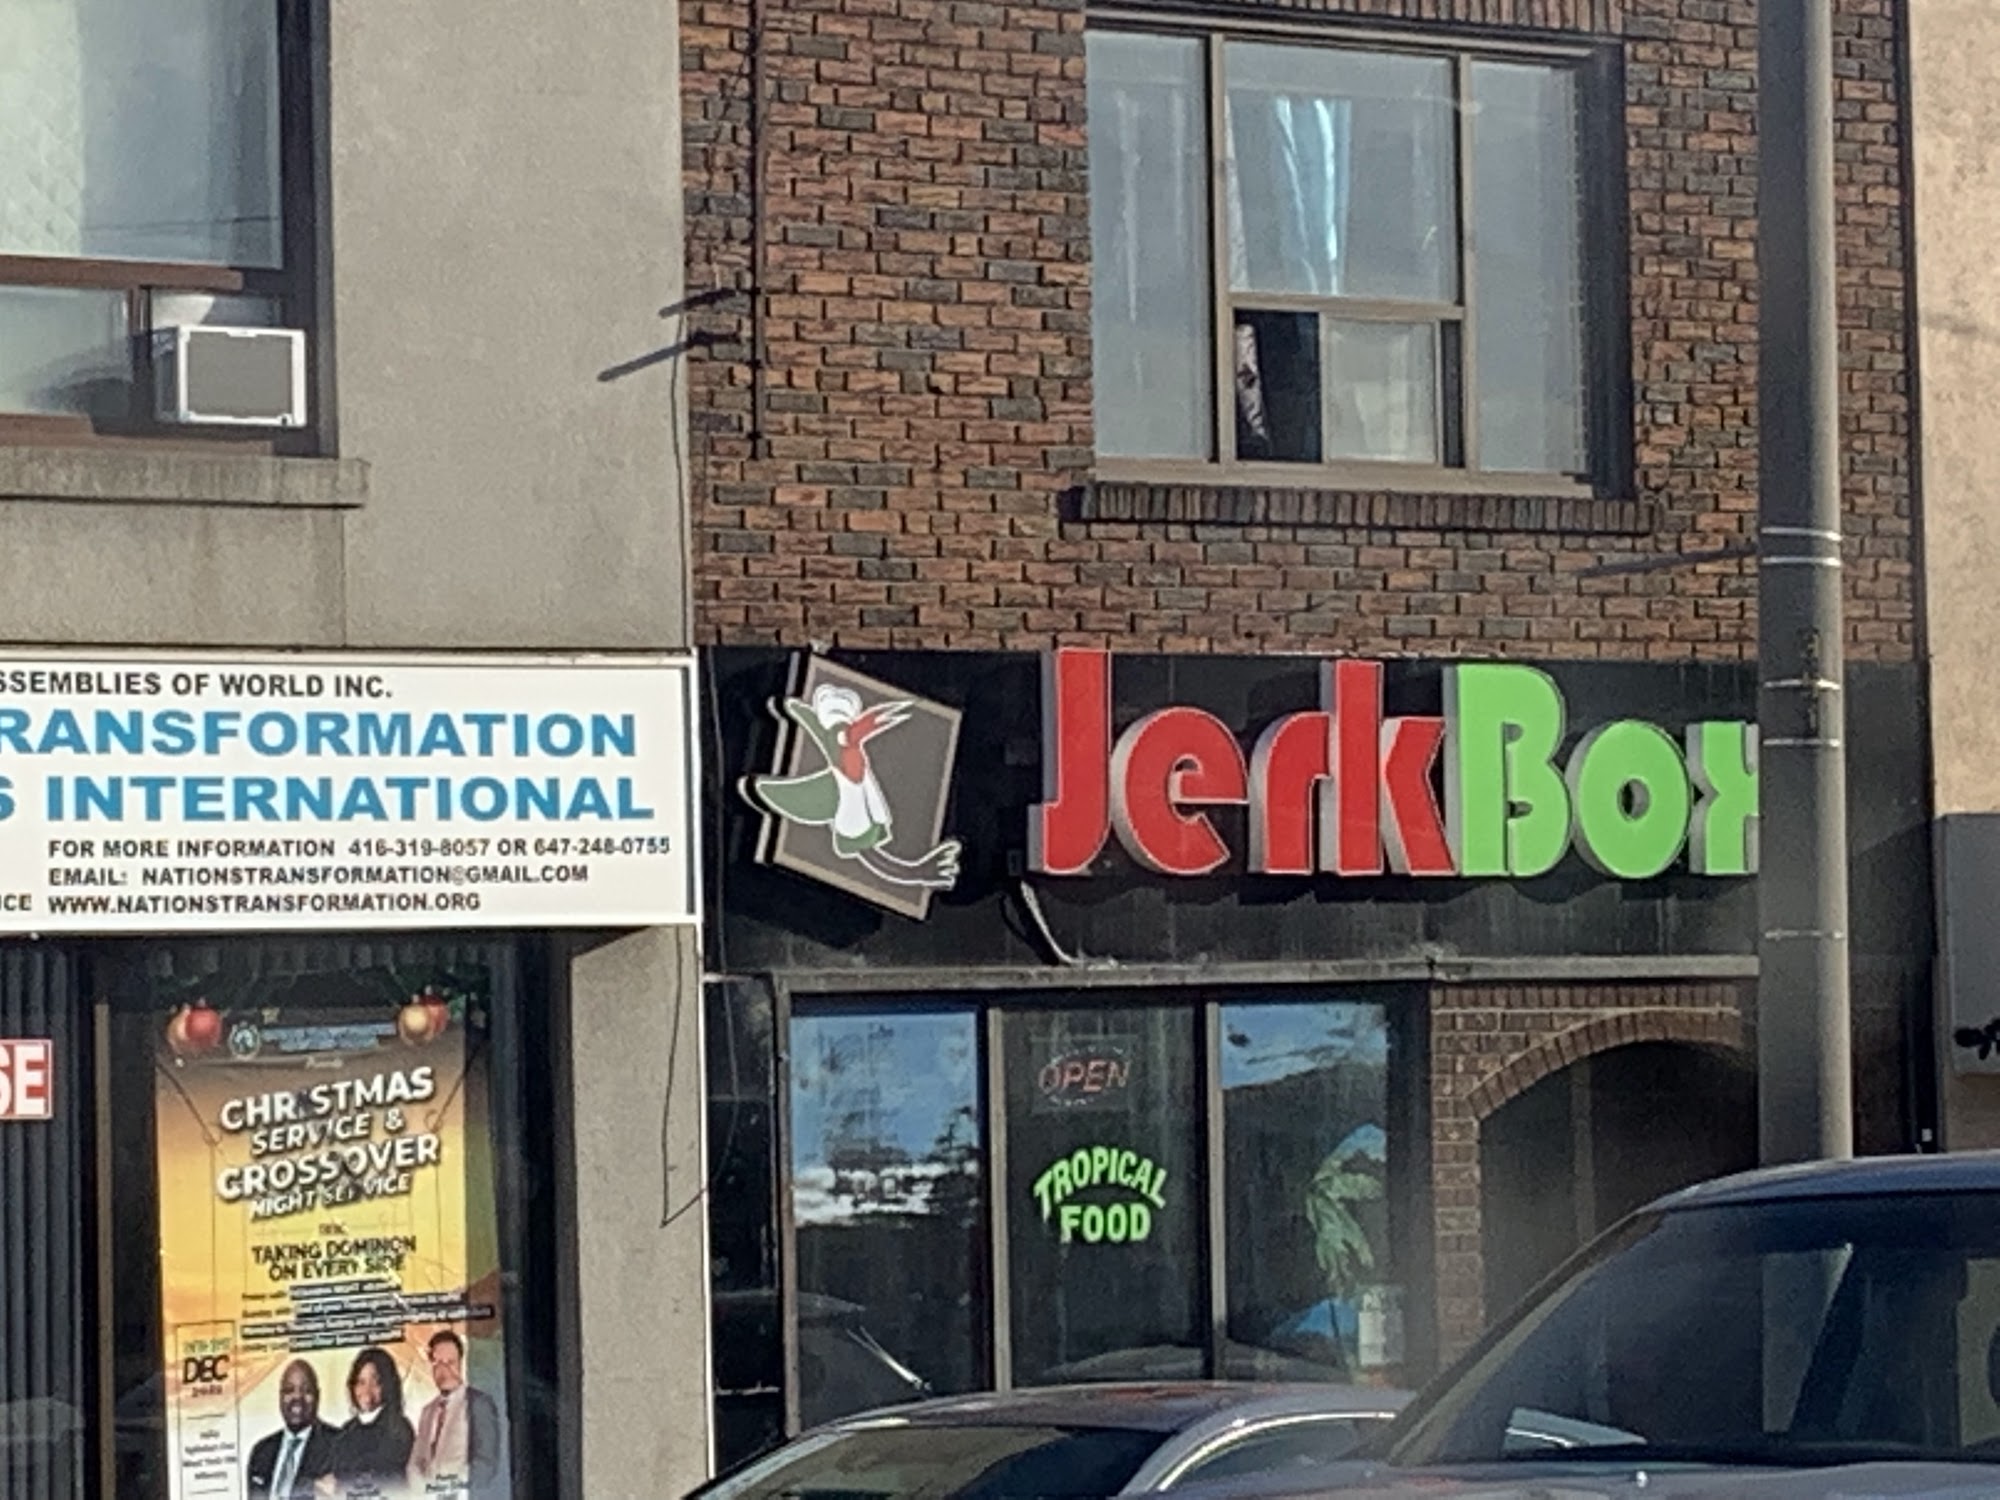 SSEMBLIES OF WORLD INC.
RANSFORMATION
S INTERNATIONAL
FOR MORE INFORMATION 416-319-8057 OR 647-248-0755
EMAIL: NATIONSTRANSFORMATION@GMAIL.COM
ICE WWW.NATIONSTRANSFORMATION.ORG
JerkBox
OPEN
TROPICAL
FOOD
SE
CHRISTMAS
SERVICE &
CROSSOVER
NIGHT SERVICE
TAKING DOMINON
ON EVERY SIDE
DEC